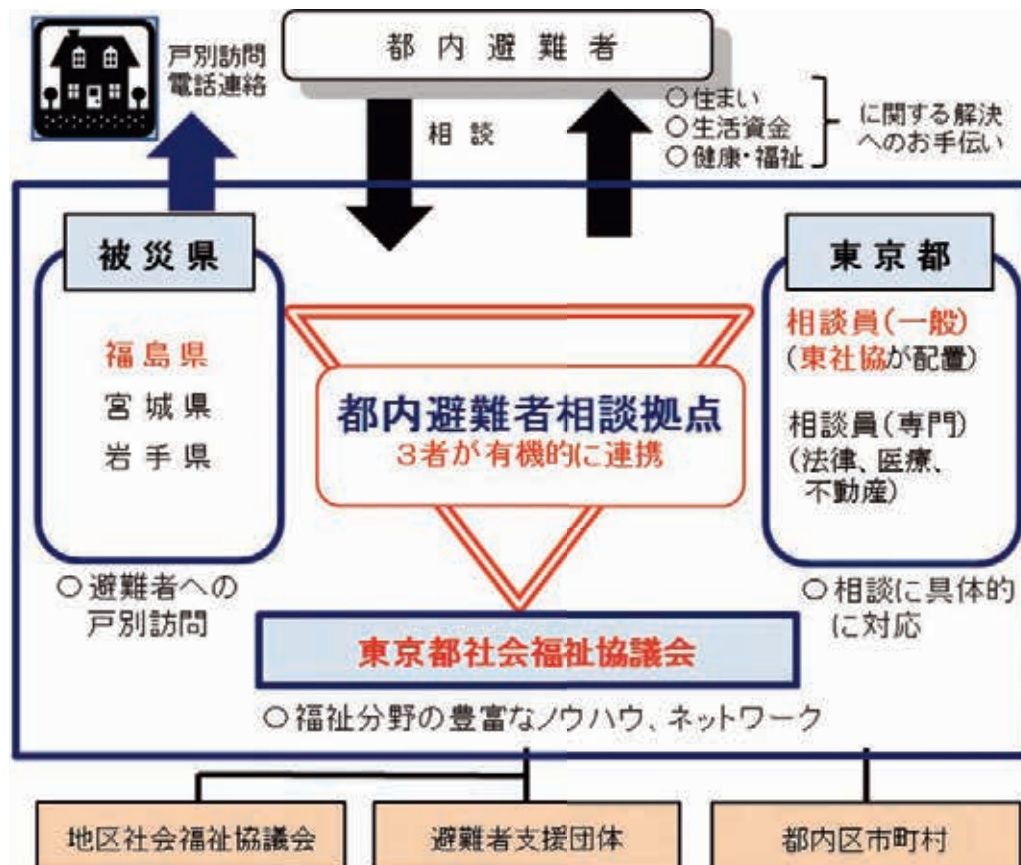 都内避難者
戸別訪問
電話連絡
相談
○住まい
○生活資金
○健康・福祉
に関する解決
へのお手伝い
被災県
福島県
宮城県
岩手県
○避難者への
戸別訪問
都内避難者相談拠点
3者が有機的に連携
東京都
相談員(一般)
(東社協が配置)
相談員(専門)
(法律、医療、
不動産)
○相談に具体的
に対応
東京都社会福祉協議会
○福祉分野の豊富なノウハウ、ネットワーク
地区社会福祉協議会
避難者支援団体
都内区市町村